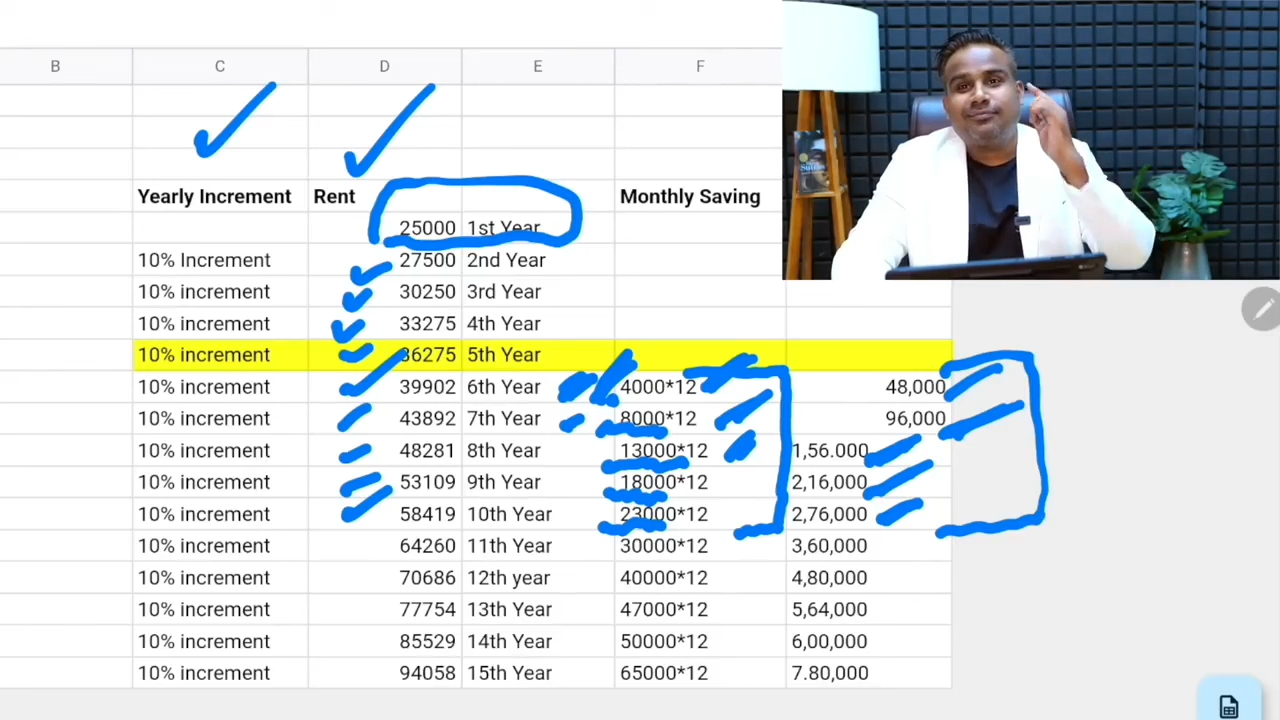 B C D E F
Yearly Increment Rent Monthly Saving
25000 1st Year
10% Increment 27500 2nd Year
10% increment 30250 3rd Year
10% increment 33275 4th Year
10% increment 36275 5th Year
10% increment 39902 6th Year 4000*12 48,000
10% increment 43892 7th Year 8000*12 96,000
10% increment 48281 8th Year 13000*12 1,56.000
10% increment 53109 9th Year 18000*12 2,16,000
10% increment 58419 10th Year 23000*12 2,76,000
10% increment 64260 11th Year 30000*12 3,60,000
10% increment 70686 12th year 40000*12 4,80,000
10% increment 77754 13th Year 47000*12 5,64,000
10% increment 85529 14th Year 50000*12 6,00,000
10% increment 94058 15th Year 65000*12 7.80,000